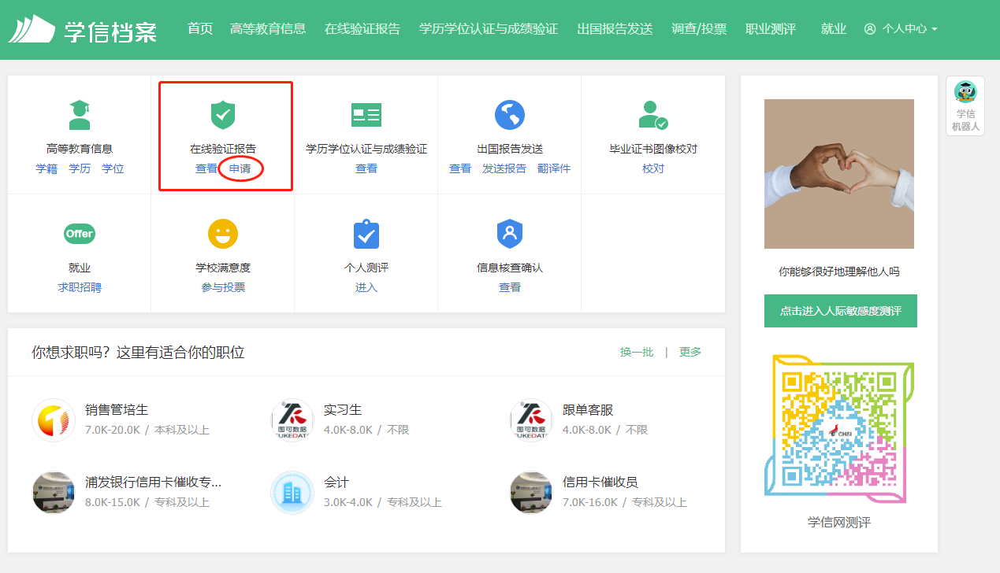 学信档案 首页 高等教育信息 在线验证报告 学历学位认证与成绩验证 出国报告发送 调查/投票 职业测评 就业 个人中心
高等教育信息 在线验证报告 学历学位认证与成绩验证 出国报告发送 毕业证书图像校对
学籍 学历 学位 查看 申请 查看 查看 发送报告 翻译件 校对
Offer
就业 学校满意度 个人测评 信息核查确认
求职招聘 参与投票 进入 查看
你想求职吗？这里有适合你的职位 换一批 | 更多
销售管培生 实习生 跟单客服
7.0K-20.0K / 本科及以上 4.0K-8.0K / 不限 4.0K-8.0K / 不限
图可数据 图可数据
UKEDAT UKEDAT
浦发银行信用卡催收专... 会计 信用卡催收员
8.0K-15.0K / 专科及以上 3.0K-4.0K / 专科及以上 7.0K-16.0K / 专科及以上
你能够很好地理解他人吗
点击进入人际敏感度测评
CHSI
学信网测评
学信
机器人